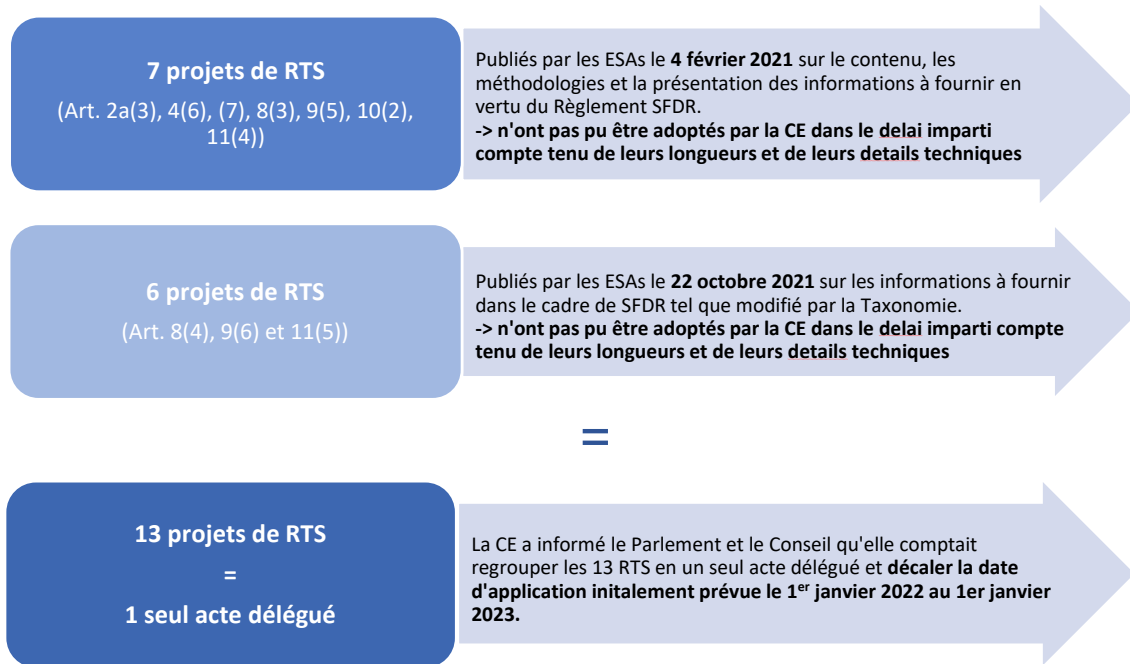 7 projets de RTS
(Art. 2a(3), 4(6), (7), 8(3), 9(5), 10(2),
11(4))
Publiés par les ESAs le 4 février 2021 sur le contenu, les
méthodologies et la présentation des informations à fournir en
vertu du Règlement SFDR.
-> n'ont pas pu être adoptés par la CE dans le delai imparti
compte tenu de leurs longueurs et de leurs details techniques
6 projets de RTS
(Art. 8(4), 9(6) et 11(5))
Publiés par les ESAs le 22 octobre 2021 sur les informations à fournir
dans le cadre de SFDR tel que modifié par la Taxonomie.
-> n'ont pas pu être adoptés par la CE dans le delai imparti compte
tenu de leurs longueurs et de leurs details techniques
=
13 projets de RTS
=
1 seul acte délégué
La CE a informé le Parlement et le Conseil qu'elle comptait
regrouper les 13 RTS en un seul acte délégué et décaler la date
d'application initalement prévue le 1er janvier 2022 au 1er janvier
2023.